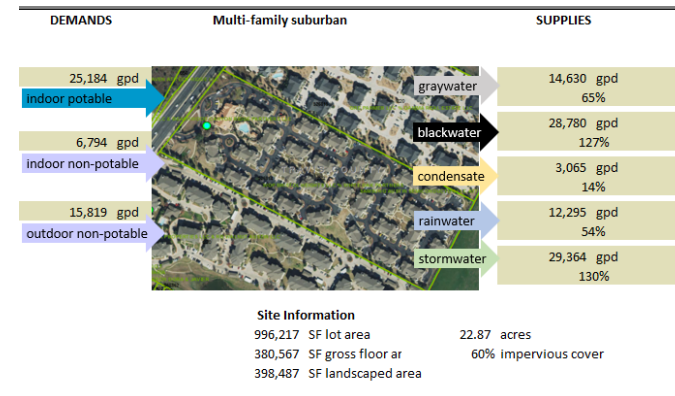 DEMANDS Multi-family suburban SUPPLIES
25,184 gpd
indoor potable
6,794 gpd
indoor non-potable
15,819 gpd
outdoor non-potable
graywater
14,630 gpd
65%
blackwater
28,780 gpd
127%
condensate
3,065 gpd
14%
rainwater
12,295 gpd
54%
stormwater
29,364 gpd
130%
Site Information
996,217 SF lot area 22.87 acres
380,567 SF gross floor ar 60% impervious cover
398,487 SF landscaped area